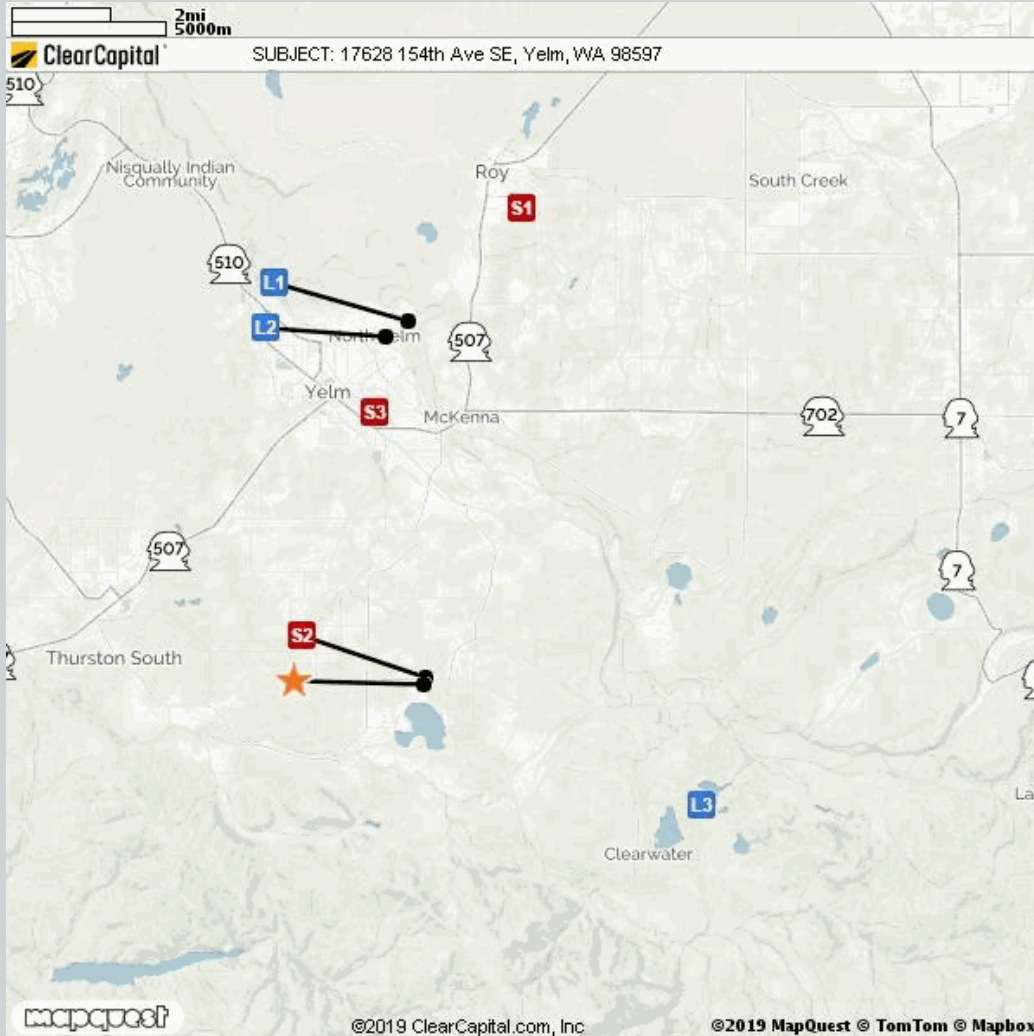 2mi
5000m
ClearCapital
SUBJECT: 17628 154th Ave SE, Yelm, WA 98597
510
Nisqually Indian
Community
Roy
South Creek
S1
510
L1
L2
507
Yelm
S3
McKenna
702
7
507
7
S2
Thurston South
L3
La
Clearwater
mapquest
©2019 ClearCapital.com, Inc
©2019 MapQuest © TomTom © Mapbox